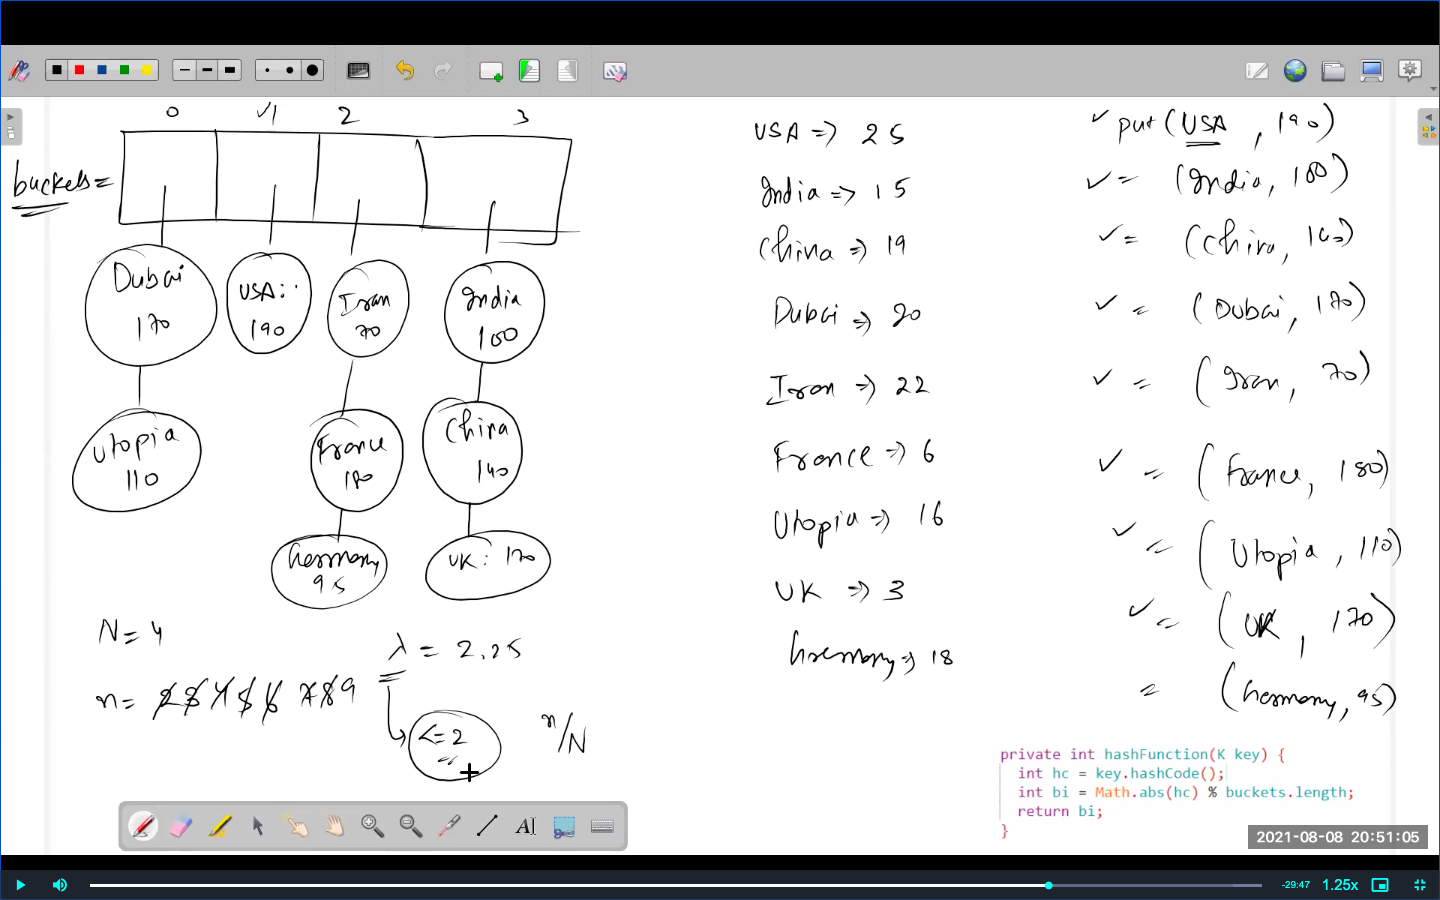 0 √1 2 3
buckets=
Dubai
170
USA:
190
Iran
70
India
100
Utopia
110
France
180
China
140
Germany
95
UK: 170
N = 4
n = 2 3 4 5 6 7 8 9
λ = 2.25
<= 2
n/N
USA => 25
India => 15
China => 19
Dubai => 20
Iran => 22
France => 6
Utopia => 16
UK => 3
Germany => 18
✓ put (USA, 190)
✓ = (India, 100)
✓ = (China, 140)
✓ = (Dubai, 170)
✓ = (Iran, 70)
✓ = (France, 180)
✓ = (Utopia, 110)
✓ = (UK, 170)
= (Germany, 95)
private int hashFunction(K key) {
int hc = key.hashCode();
int bi = Math.abs(hc) % buckets.length;
return bi;
}
2021-08-08 20:51:05
A
-29:47 1.25x